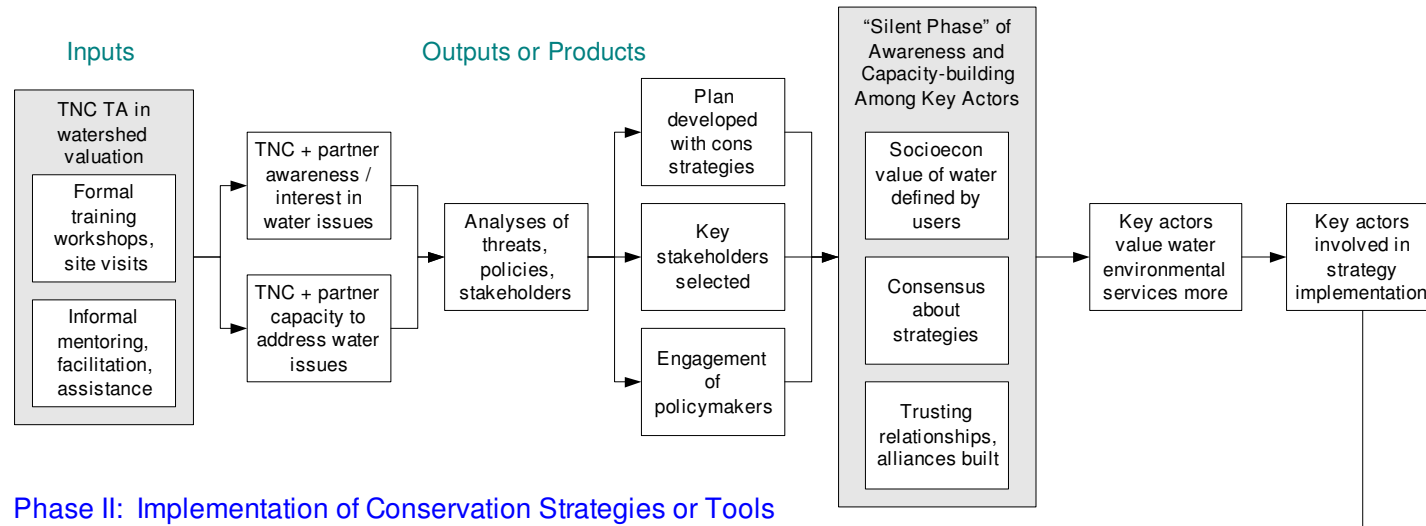 Inputs
Outputs or Products
TNC TA in
watershed
valuation
Formal
training
workshops,
site visits
Informal
mentoring,
facilitation,
assistance
TNC + partner
awareness /
interest in
water issues
TNC + partner
capacity to
address water
issues
Analyses of
threats,
policies,
stakeholders
Plan
developed
with cons
strategies
Key
stakeholders
selected
Engagement
of
policymakers
“Silent Phase” of
Awareness and
Capacity-building
Among Key Actors
Socioecon
value of water
defined by
users
Consensus
about
strategies
Trusting
relationships,
alliances built
Key actors
value water
environmental
services more
Key actors
involved in
strategy
implementation
Phase II: Implementation of Conservation Strategies or Tools